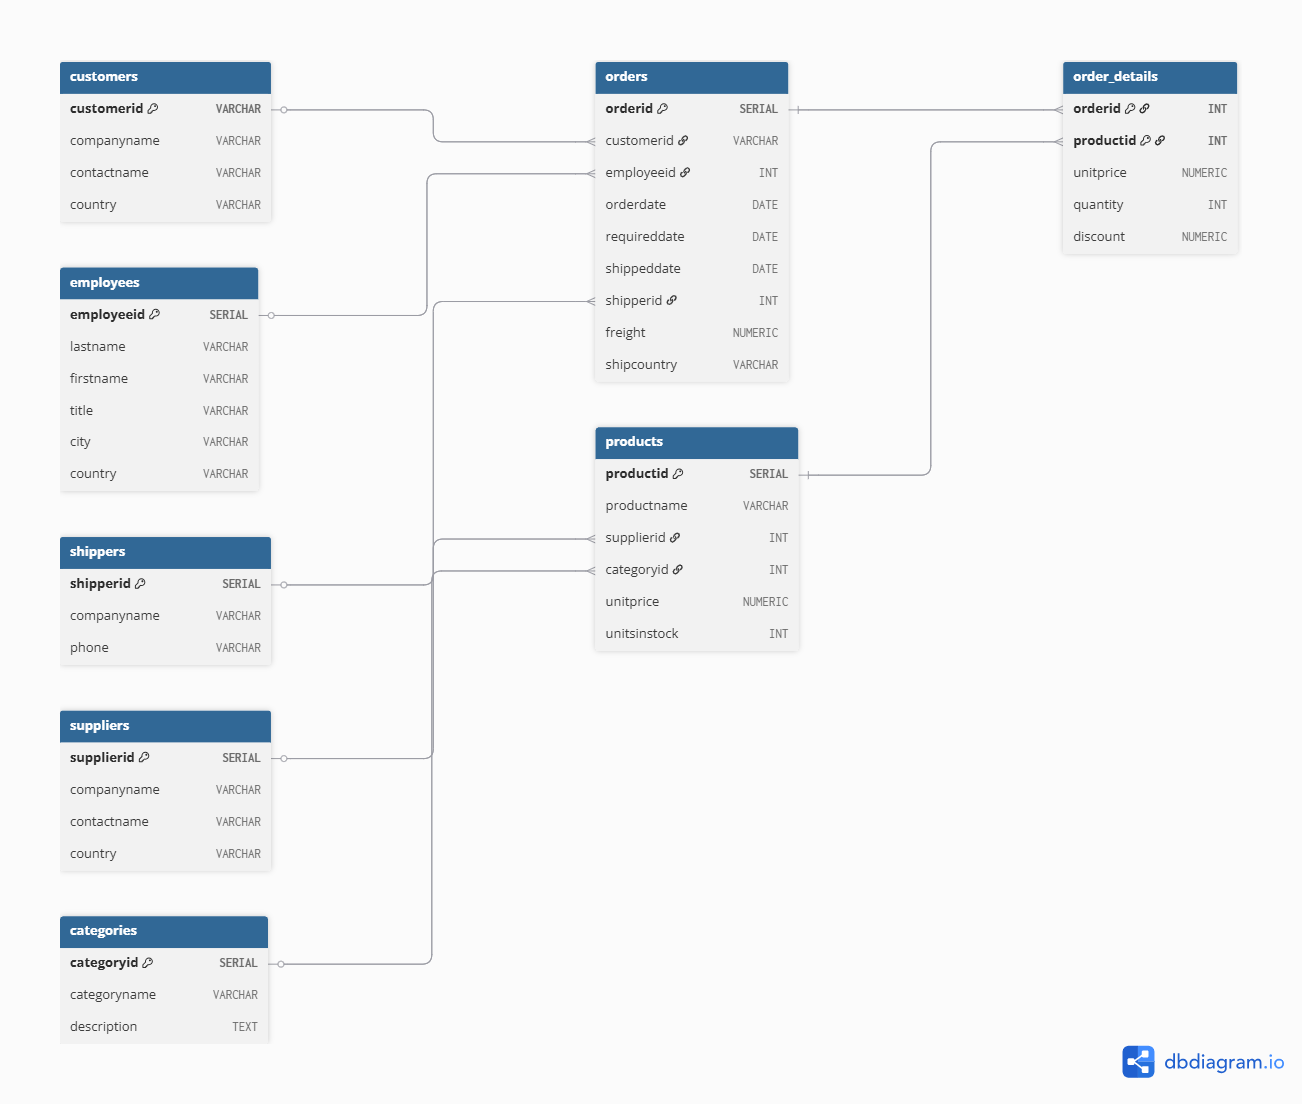 customers
customerid VARCHAR
companyname VARCHAR
contactname VARCHAR
country VARCHAR
employees
employeeid SERIAL
lastname VARCHAR
firstname VARCHAR
title VARCHAR
city VARCHAR
country VARCHAR
shippers
shipperid SERIAL
companyname VARCHAR
phone VARCHAR
suppliers
supplierid SERIAL
companyname VARCHAR
contactname VARCHAR
country VARCHAR
categories
categoryid SERIAL
categoryname VARCHAR
description TEXT
orders
orderid SERIAL
customerid VARCHAR
employeeid INT
orderdate DATE
requireddate DATE
shippeddate DATE
shipperid INT
freight NUMERIC
shipcountry VARCHAR
products
productid SERIAL
productname VARCHAR
supplierid INT
categoryid INT
unitprice NUMERIC
unitsinstock INT
order_details
orderid INT
productid INT
unitprice NUMERIC
quantity INT
discount NUMERIC
dbdiagram.io